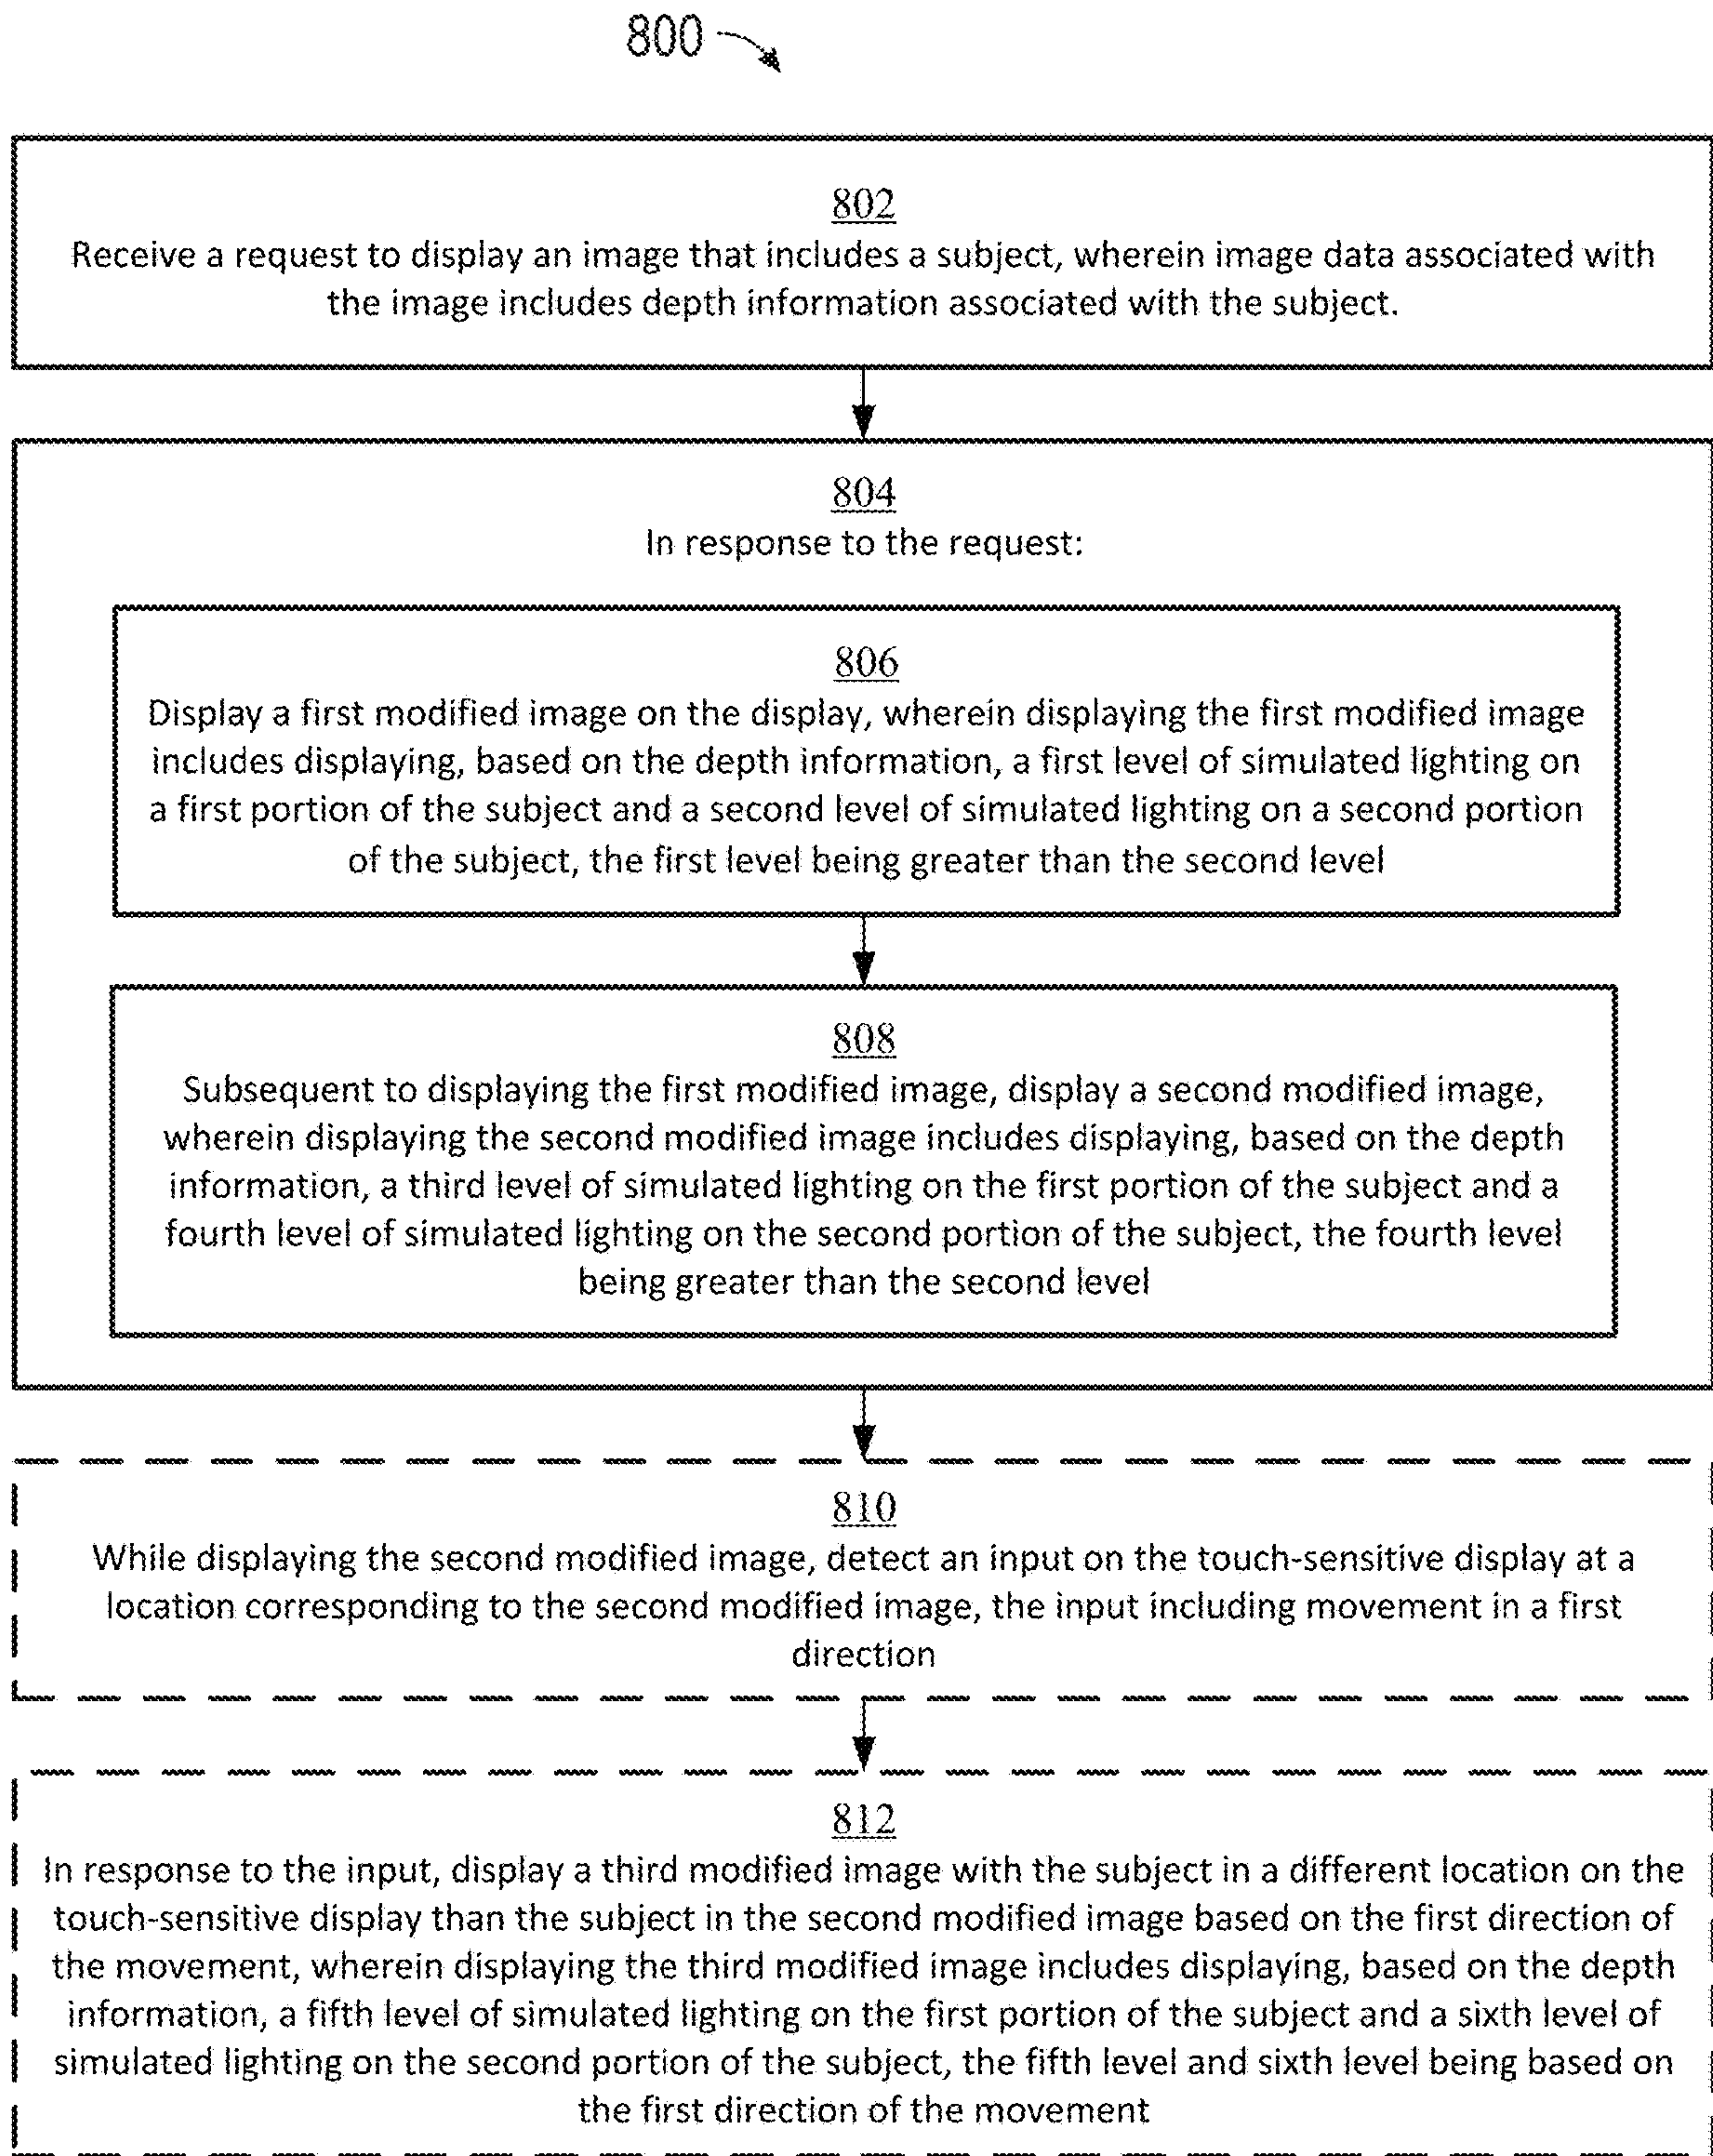 800
802
Receive a request to display an image that includes a subject, wherein image data associated with
the image includes depth information associated with the subject.
804
In response to the request:
806
Display a first modified image on the display, wherein displaying the first modified image
includes displaying, based on the depth information, a first level of simulated lighting on
a first portion of the subject and a second level of simulated lighting on a second portion
of the subject, the first level being greater than the second level
808
Subsequent to displaying the first modified image, display a second modified image,
wherein displaying the second modified image includes displaying, based on the depth
information, a third level of simulated lighting on the first portion of the subject and a
fourth level of simulated lighting on the second portion of the subject, the fourth level
being greater than the second level
810
While displaying the second modified image, detect an input on the touch-sensitive display at a
location corresponding to the second modified image, the input including movement in a first
direction
812
In response to the input, display a third modified image with the subject in a different location on the
touch-sensitive display than the subject in the second modified image based on the first direction of
the movement, wherein displaying the third modified image includes displaying, based on the depth
information, a fifth level of simulated lighting on the first portion of the subject and a sixth level of
simulated lighting on the second portion of the subject, the fifth level and sixth level being based on
the first direction of the movement